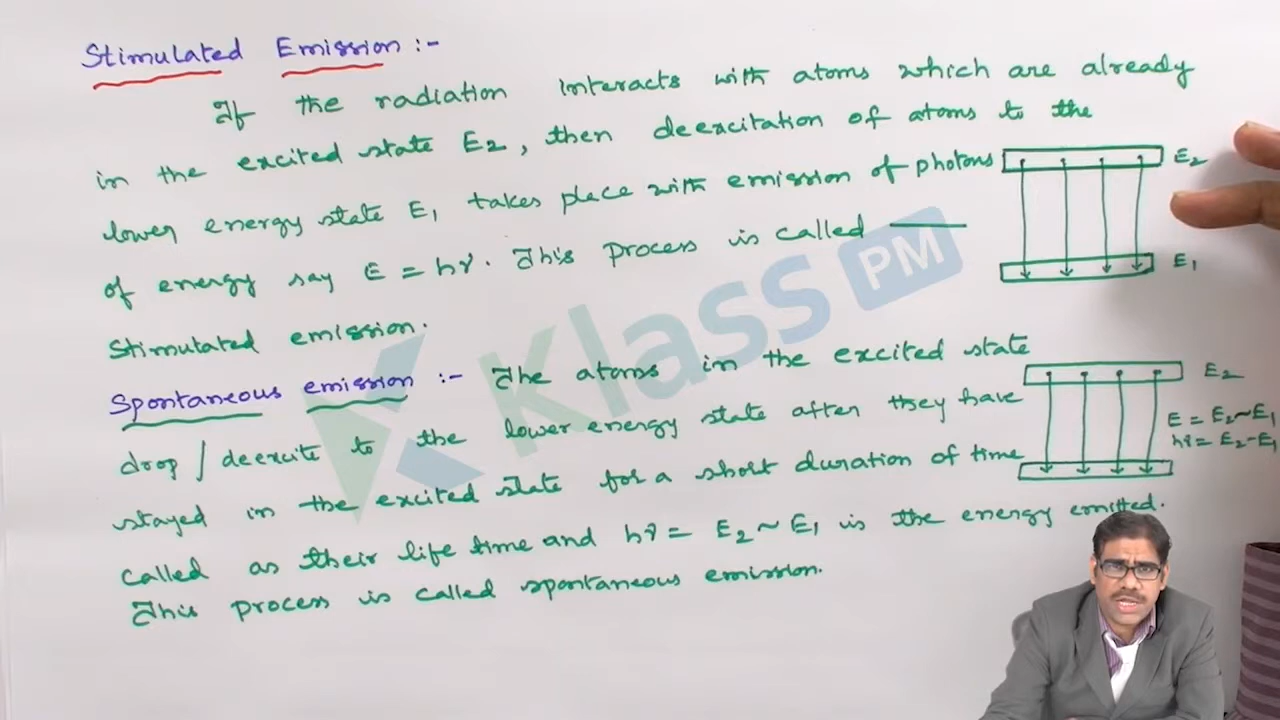 Stimulated Emission :-
If the radiation interacts with atoms which are already
in the excited state E2, then deexcitation of atoms to the
lower energy state E1 takes place with emission of photons
of energy say E = hν. This process is called
Stimulated emission.
E2
E1
Spontaneous emission :- The atoms in the excited state
drop / deexcite to the lower energy state after they have
stayed in the excited state for a short duration of time
called as their life time and hν = E2 ~ E1 is the energy emitted.
This process is called spontaneous emission.
E2
E = E2 ~ E1
hν = E2 - E1
Klass PM